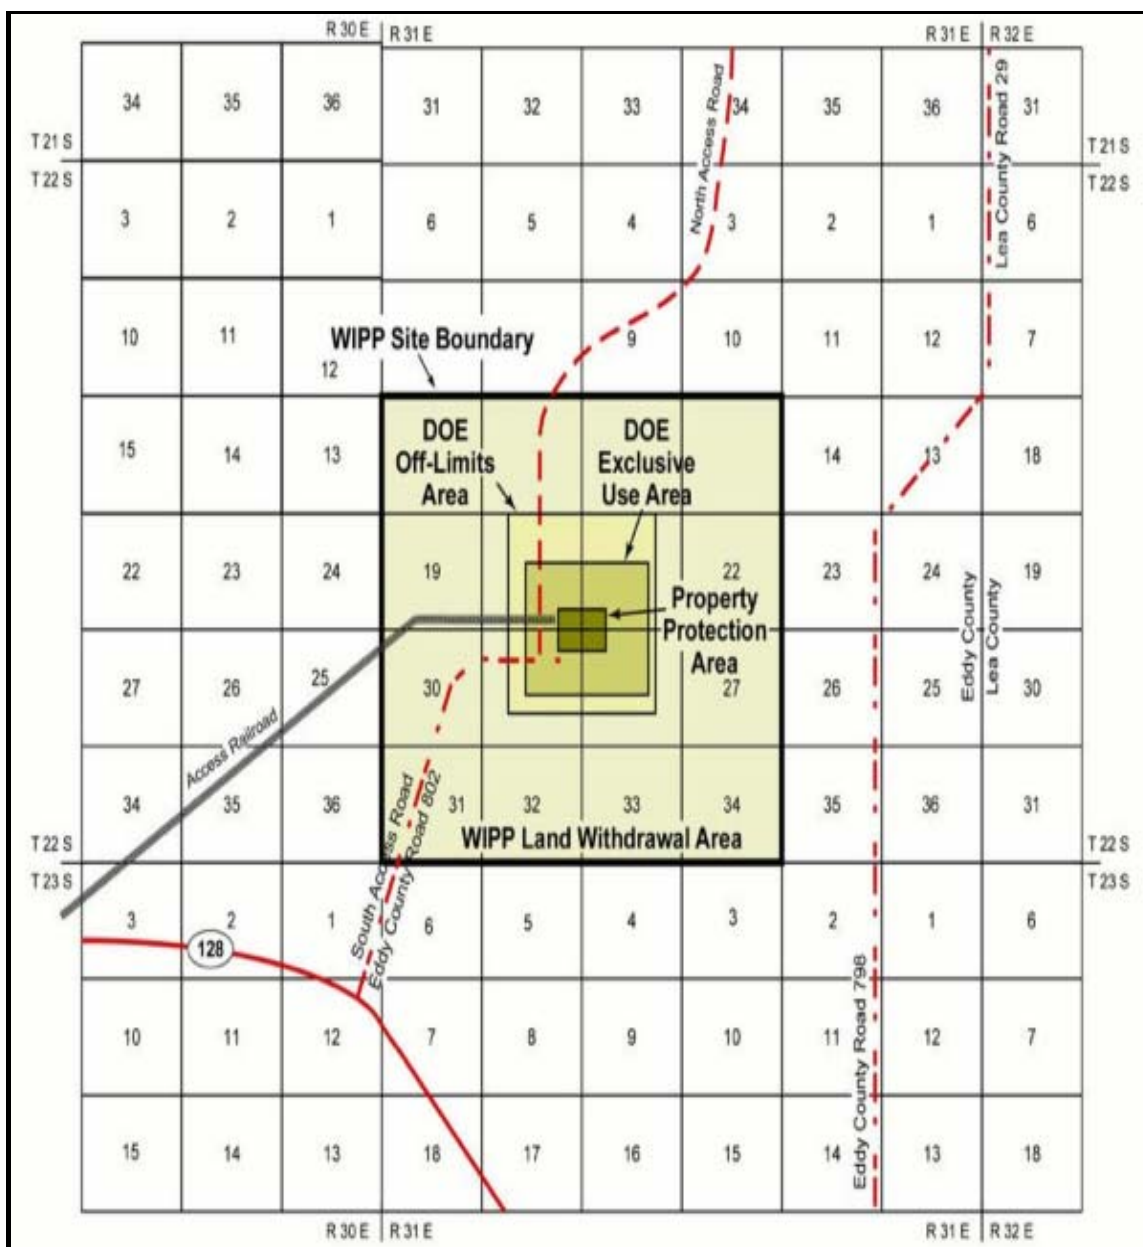 R 30 E R 31 E R 31 E R 32 E
34 35 36 31 32 33 34 35 36 31
T 21 S T 21 S
T 22 S T 22 S
North Access Road
Lea County Road 29
3 2 1 6 5 4 3 2 1 6
10 11 12 9 10 11 12 7
WIPP Site Boundary
15 14 13 14 13 18
DOE
Off-Limits
Area
DOE
Exclusive
Use Area
22 23 24 19 22 23 24 19
Property
Protection
Area
Eddy County
Lea County
27 26 25 30 27 26 25 30
Access Railroad
34 35 36 31 32 33 34 35 36 31
WIPP Land Withdrawal Area
South Access Road
Eddy County Road 802
T 22 S T 22 S
T 23 S T 23 S
3 2 1 6 5 4 3 2 1 6
128
Eddy County Road 798
10 11 12 7 8 9 10 11 12 7
15 14 13 18 17 16 15 14 13 18
R 30 E R 31 E R 31 E R 32 E